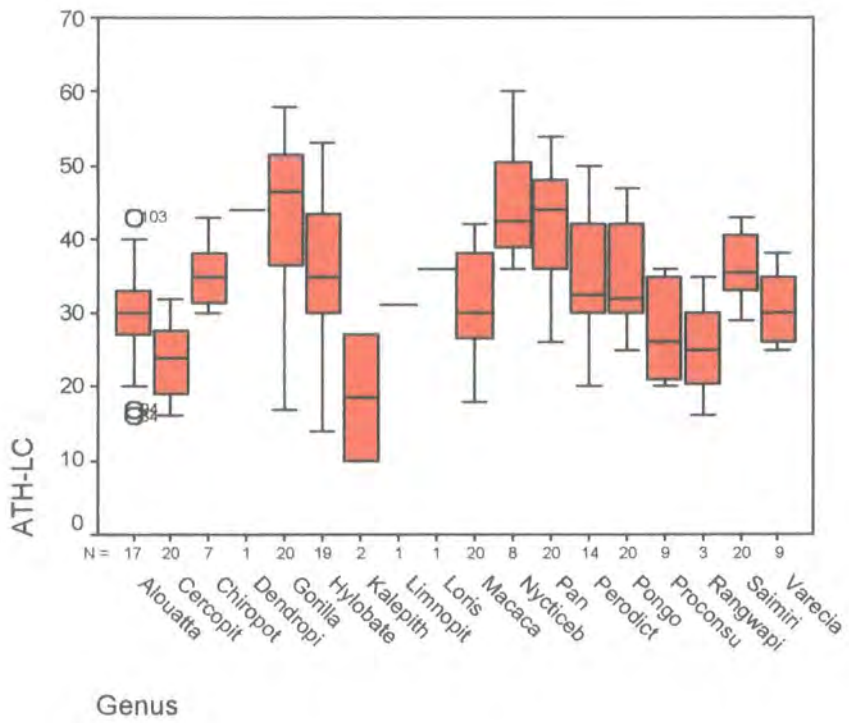 70
60
50
40
30
20
10
0
ATH-LC
103
34
N = 17 20 7 1 20 19 2 1 1 20 8 20 14 20 9 3 20 9
Alouatta
Cercopit
Chiropot
Dendropi
Gorilla
Hylobate
Kalepith
Limnopit
Loris
Macaca
Nycticeb
Pan
Perodict
Pongo
Proconsu
Rangwapi
Saimiri
Varecia
Genus